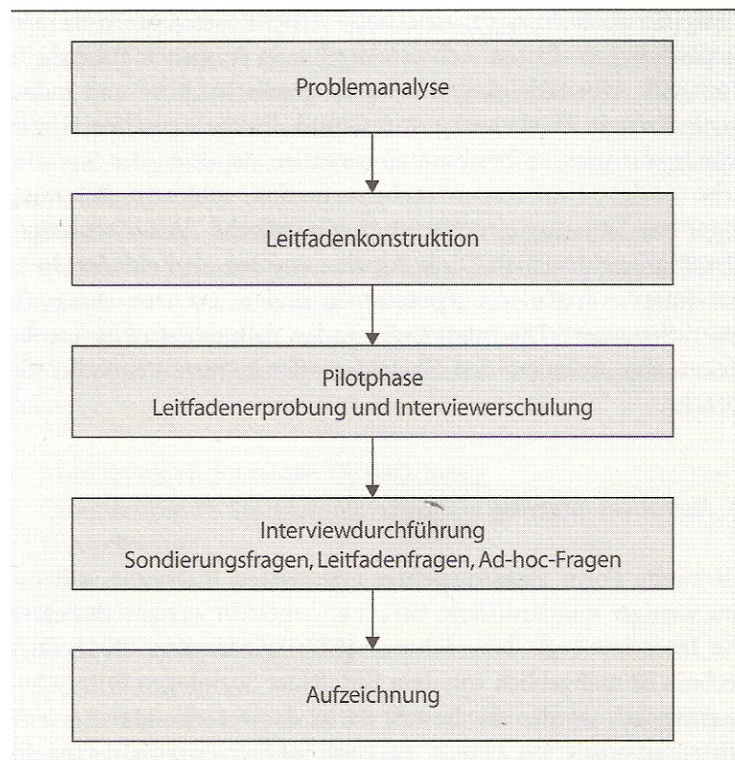 Problemanalyse
Leitfadenkonstruktion
Pilotphase
Leitfadenerprobung und Interviewerschulung
Interviewdurchführung
Sondierungsfragen, Leitfadenfragen, Ad-hoc-Fragen
Aufzeichnung